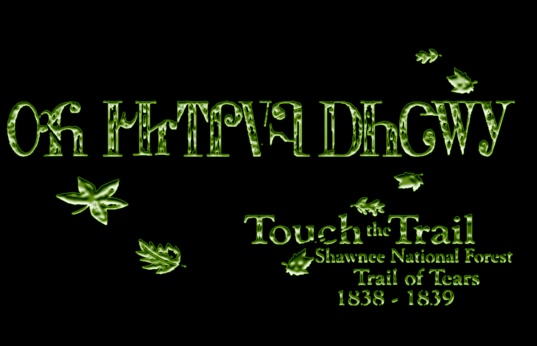 ᎠᏂᏣᎳᎩ
Touch the Trail
Shawnee National Forest
Trail of Tears
1838 - 1839